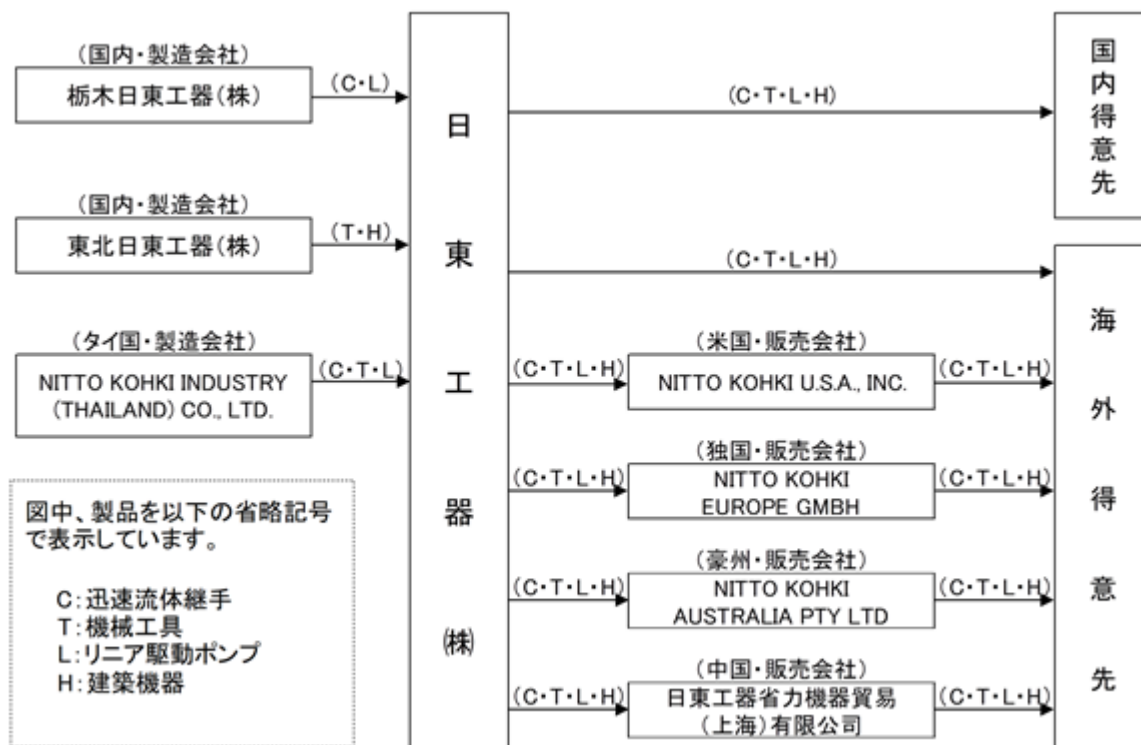 (国内・製造会社)
栃木日東工器(株)
(C・L)
(国内・製造会社)
東北日東工器(株)
(T・H)
(タイ国・製造会社)
NITTO KOHKI INDUSTRY
(THAILAND) CO., LTD.
(C・T・L)
図中、製品を以下の省略記号
で表示しています。
C:迅速流体継手
T:機械工具
L:リニア駆動ポンプ
H:建築機器
日東工器(株)
(C・T・L・H)
国内得意先
(C・T・L・H)
(米国・販売会社)
(C・T・L・H)
NITTO KOHKI U.S.A., INC.
(C・T・L・H)
(独国・販売会社)
(C・T・L・H)
NITTO KOHKI
EUROPE GMBH
(C・T・L・H)
(豪州・販売会社)
(C・T・L・H)
NITTO KOHKI
AUSTRALIA PTY LTD
(C・T・L・H)
(中国・販売会社)
(C・T・L・H)
日東工器省力機器貿易
(上海)有限公司
(C・T・L・H)
海外得意先